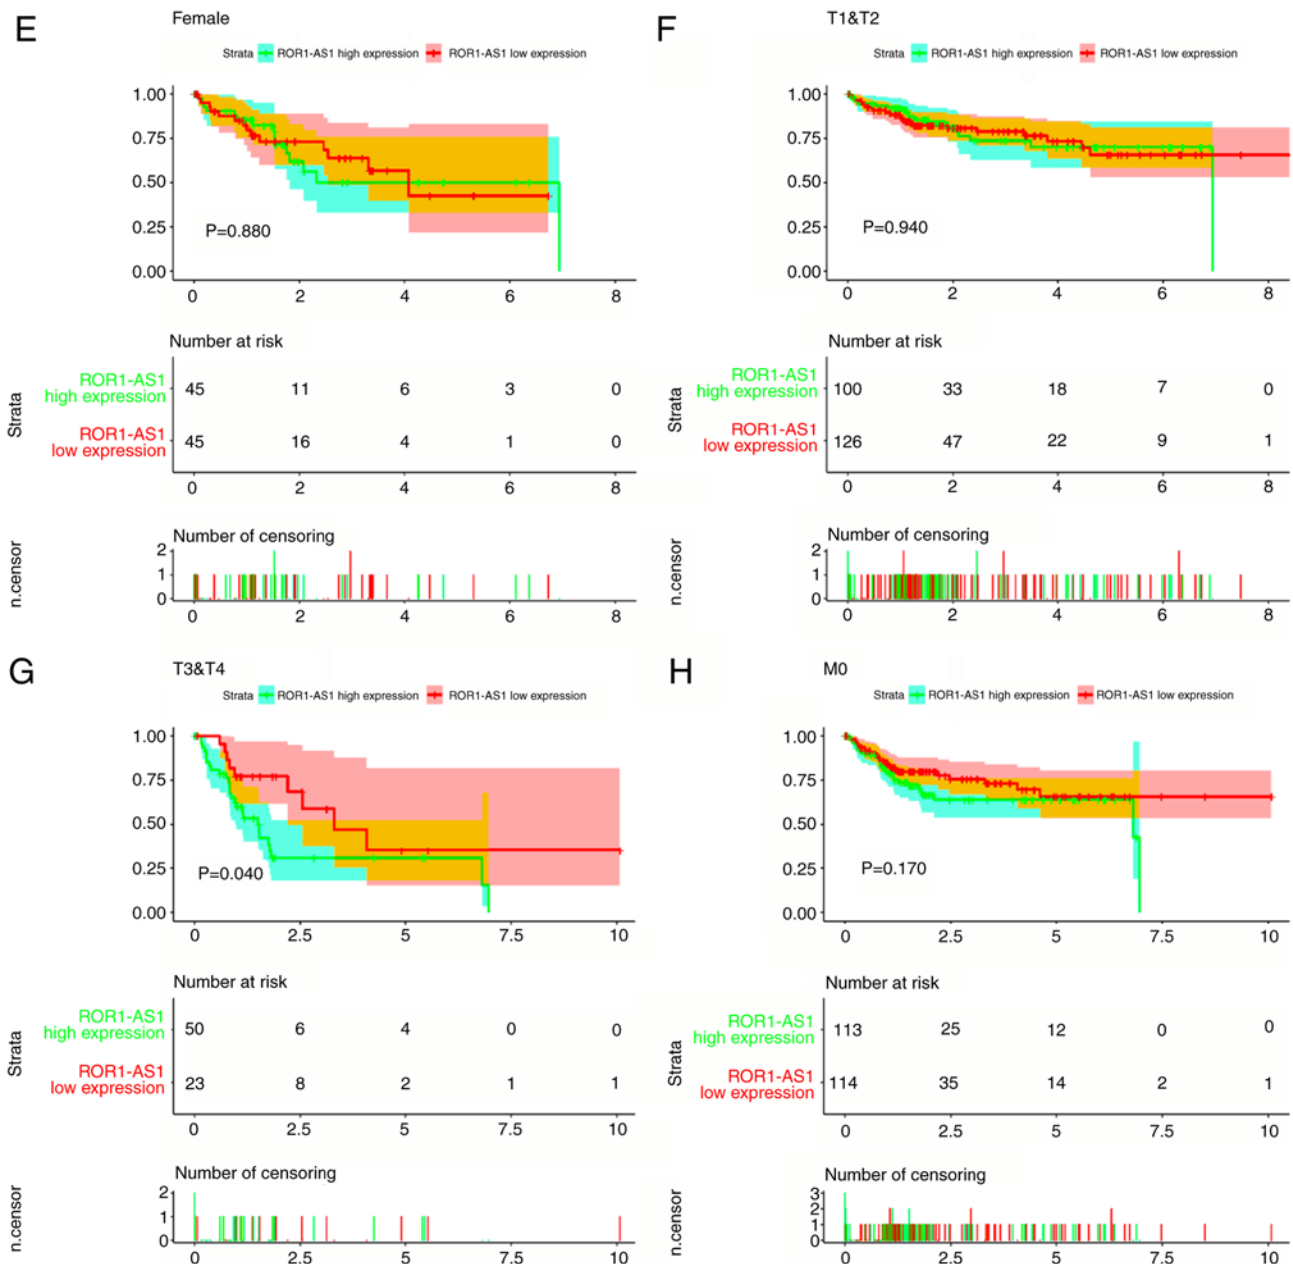 E
Female
Strata ROR1-AS1 high expression ROR1-AS1 low expression
1.00
0.75
0.50
0.25
0.00
P=0.880
0 2 4 6 8
Number at risk
Strata
ROR1-AS1
high expression
45 11 6 3 0
ROR1-AS1
low expression
45 16 4 1 0
0 2 4 6 8
Number of censoring
n.censor
2
1
0
0 2 4 6 8
F
T1&T2
Strata ROR1-AS1 high expression ROR1-AS1 low expression
1.00
0.75
0.50
0.25
0.00
P=0.940
0 2 4 6 8
Number at risk
Strata
ROR1-AS1
high expression
100 33 18 7 0
ROR1-AS1
low expression
126 47 22 9 1
0 2 4 6 8
Number of censoring
n.censor
2
1
0
0 2 4 6 8
G
T3&T4
Strata ROR1-AS1 high expression ROR1-AS1 low expression
1.00
0.75
0.50
0.25
0.00
P=0.040
0 2.5 5 7.5 10
Number at risk
Strata
ROR1-AS1
high expression
50 6 4 0 0
ROR1-AS1
low expression
23 8 2 1 1
0 2.5 5 7.5 10
Number of censoring
n.censor
2
1
0
0 2.5 5 7.5 10
H
M0
Strata ROR1-AS1 high expression ROR1-AS1 low expression
1.00
0.75
0.50
0.25
0.00
P=0.170
0 2.5 5 7.5 10
Number at risk
Strata
ROR1-AS1
high expression
113 25 12 0 0
ROR1-AS1
low expression
114 35 14 2 1
0 2.5 5 7.5 10
Number of censoring
n.censor
3
2
1
0
0 2.5 5 7.5 10